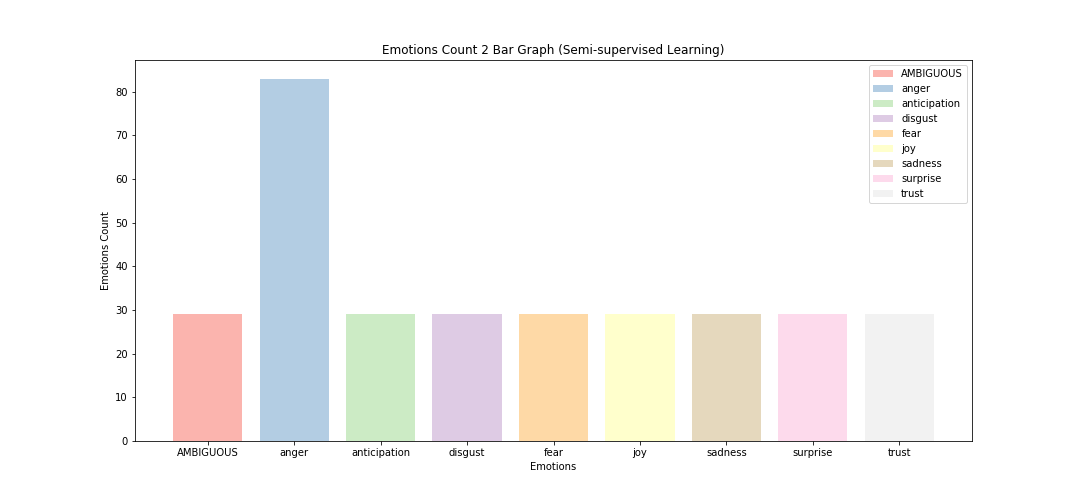 Emotions Count 2 Bar Graph (Semi-supervised Learning)
AMBIGUOUS
anger
anticipation
disgust
fear
joy
sadness
surprise
trust
Emotions Count
80
70
60
50
40
30
20
10
0
AMBIGUOUS anger anticipation disgust fear joy sadness surprise trust
Emotions